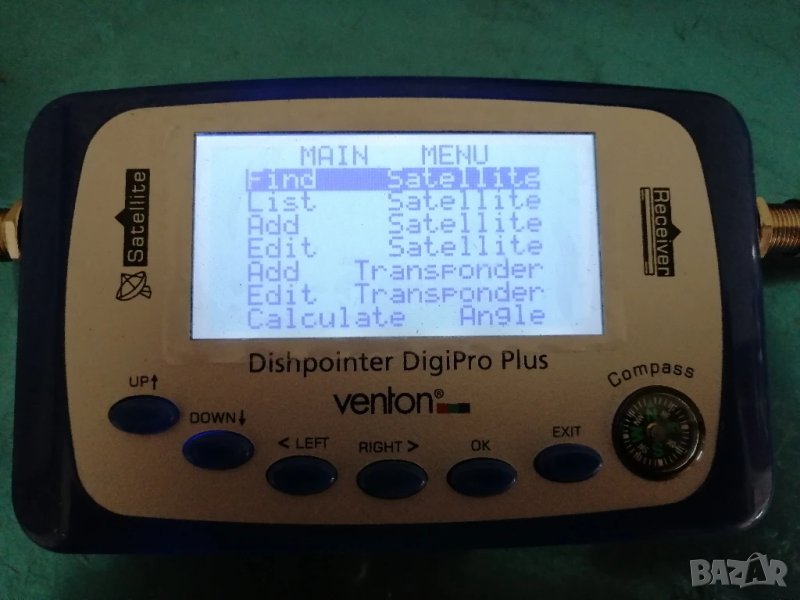 MAIN MENU
Find Satellite
List Satellite
Add Satellite
Edit Satellite
Add Transponder
Edit Transponder
Calculate Angle
Satellite
Receiver
Dishpointer DigiPro Plus
venton®
Compass
UP↑
DOWN↓
< LEFT
RIGHT >
OK
EXIT
BAZAR